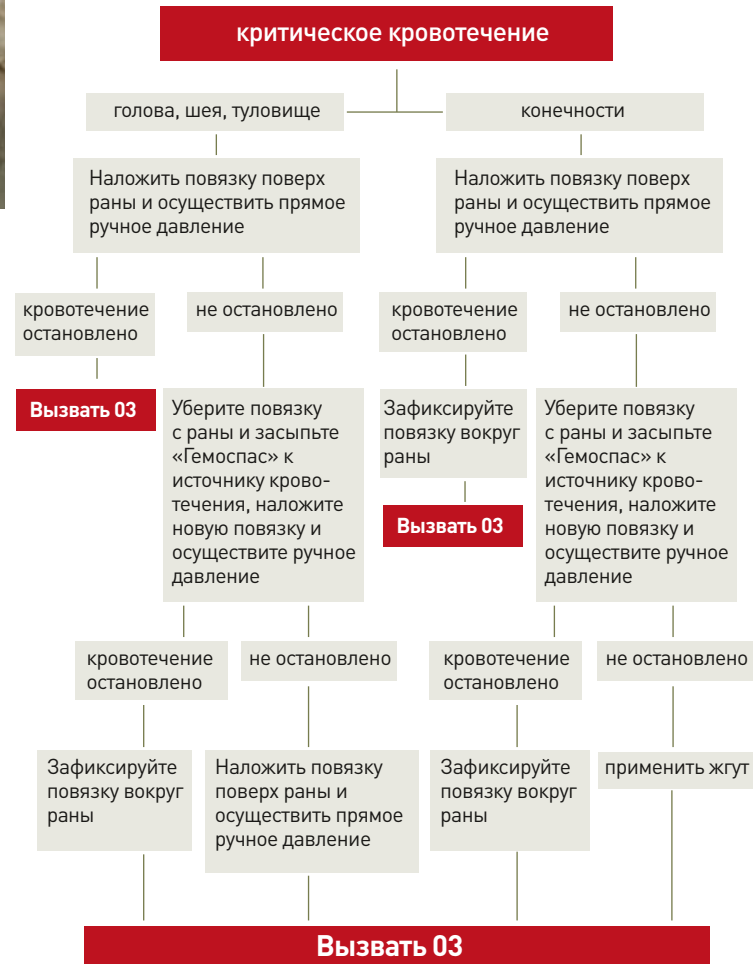 критическое кровотечение
голова, шея, туловище
конечности
Наложить повязку поверх
раны и осуществить прямое
ручное давление
Наложить повязку поверх
раны и осуществить прямое
ручное давление
кровотечение
остановлено
не остановлено
кровотечение
остановлено
не остановлено
Вызвать 03
Уберите повязку
с раны и засыпьте
«Гемоспас» к
источнику крово-
течения, наложите
новую повязку и
осуществите ручное
давление
Зафиксируйте
повязку вокруг
раны
Вызвать 03
Уберите повязку
с раны и засыпьте
«Гемоспас» к
источнику крово-
течения, наложите
новую повязку и
осуществите ручное
давление
кровотечение
остановлено
не остановлено
кровотечение
остановлено
не остановлено
Зафиксируйте
повязку вокруг
раны
Наложить повязку
поверх раны и
осуществить прямое
ручное давление
Зафиксируйте
повязку вокруг
раны
применить жгут
Вызвать 03